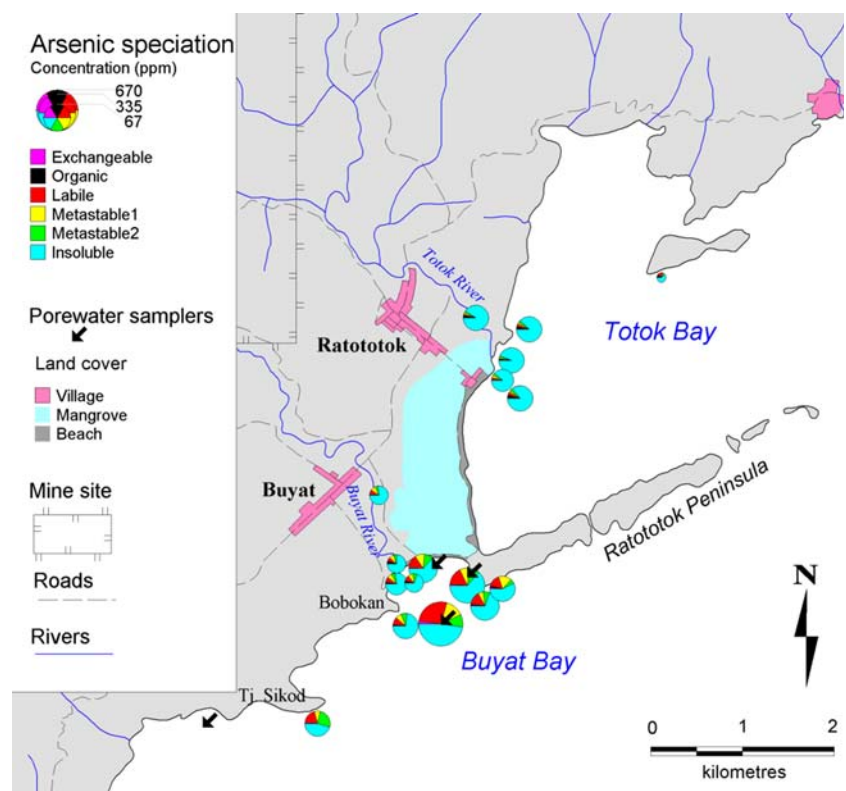 Arsenic speciation
Concentration (ppm)
670
335
67
Exchangeable
Organic
Labile
Metastable1
Metastable2
Insoluble
Porewater samplers
Land cover
Village
Mangrove
Beach
Mine site
Roads
Rivers
Totok River
Ratototok
Totok Bay
Buyat
Buyat River
Ratototok Peninsula
Bobokan
Buyat Bay
Tj. Sikod
N
0 1 2
kilometres